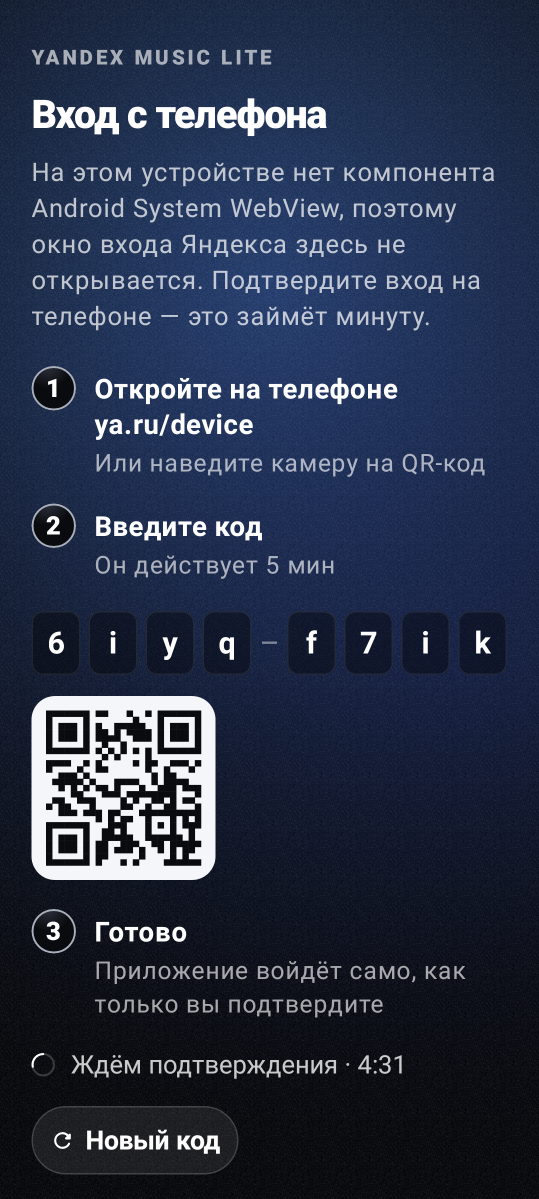 YANDEX MUSIC LITE
Вход с телефона
На этом устройстве нет компонента
Android System WebView, поэтому
окно входа Яндекса здесь не
открывается. Подтвердите вход на
телефоне — это займёт минуту.
1 Откройте на телефоне
ya.ru/device
Или наведите камеру на QR-код
2 Введите код
Он действует 5 мин
6 i y q – f 7 i k
3 Готово
Приложение войдёт само, как
только вы подтвердите
Ждём подтверждения · 4:31
Новый код